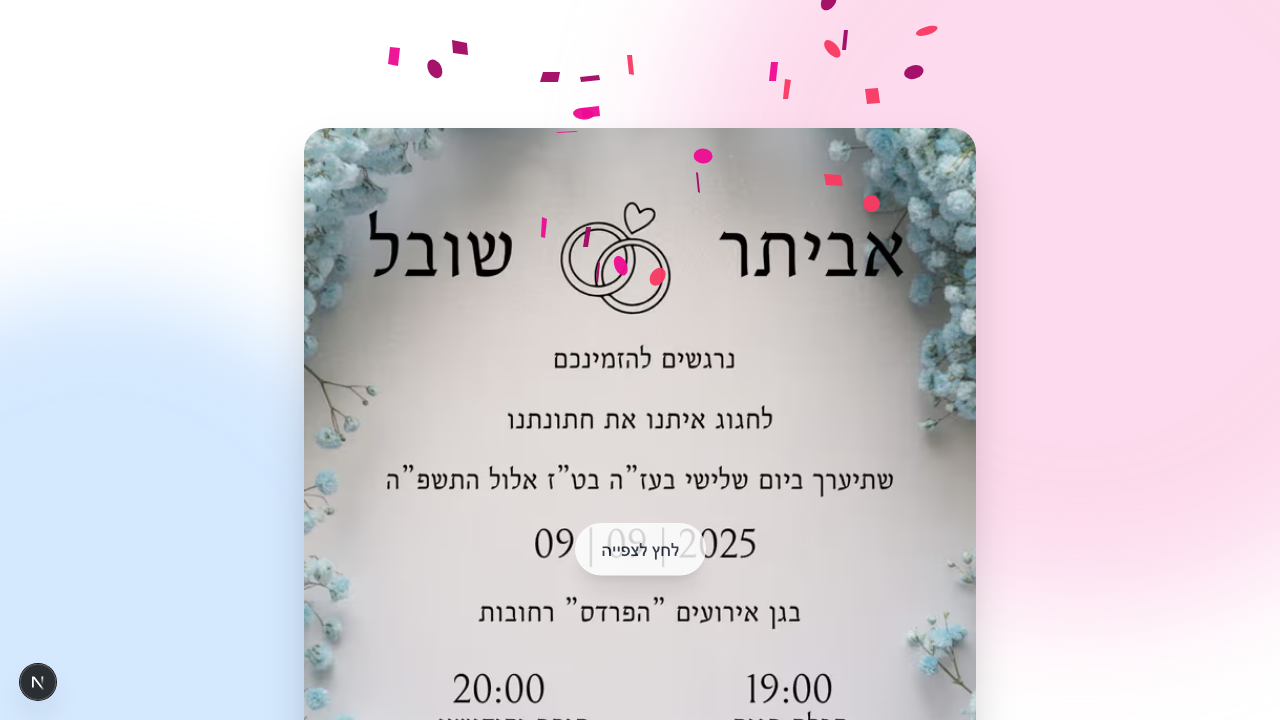 אביתר שובל
נרגשים להזמינכם
לחגוג איתנו את חתונתנו
שתיערך ביום שלישי בעז”ה בט”ז אלול התשפ”ה
09 | 09 | 2025
לחץ לצפייה
בגן אירועים ”הפרדס” רחובות
19:00 20:00